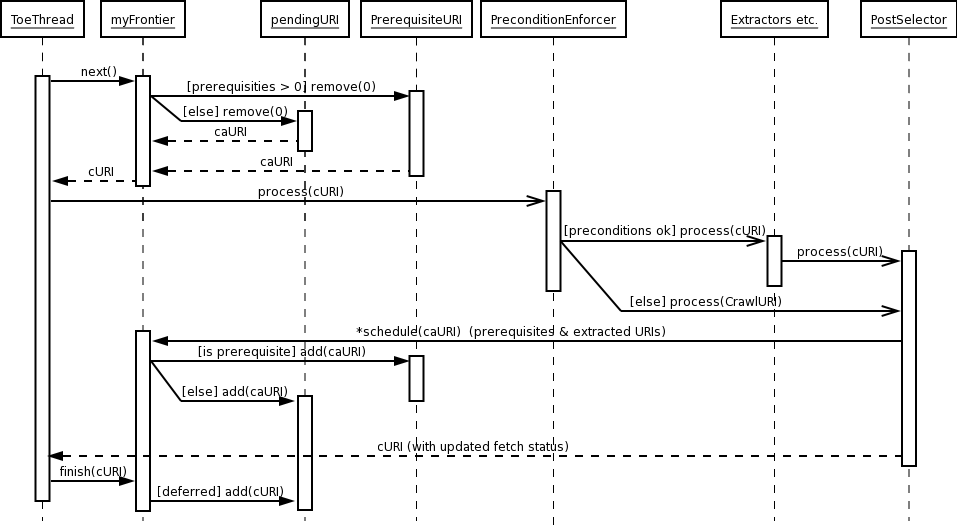 ToeThread
myFrontier
pendingURI
PrerequisiteURI
PreconditionEnforcer
Extractors etc.
PostSelector
next()
[prerequisities > 0] remove(0)
[else] remove(0)
caURI
caURI
cURI
process(cURI)
[preconditions ok] process(cURI)
process(cURI)
[else] process(CrawlURI)
*schedule(caURI)  (prerequisites & extracted URIs)
[is prerequisite] add(caURI)
[else] add(caURI)
cURI (with updated fetch status)
finish(cURI)
[deferred] add(cURI)